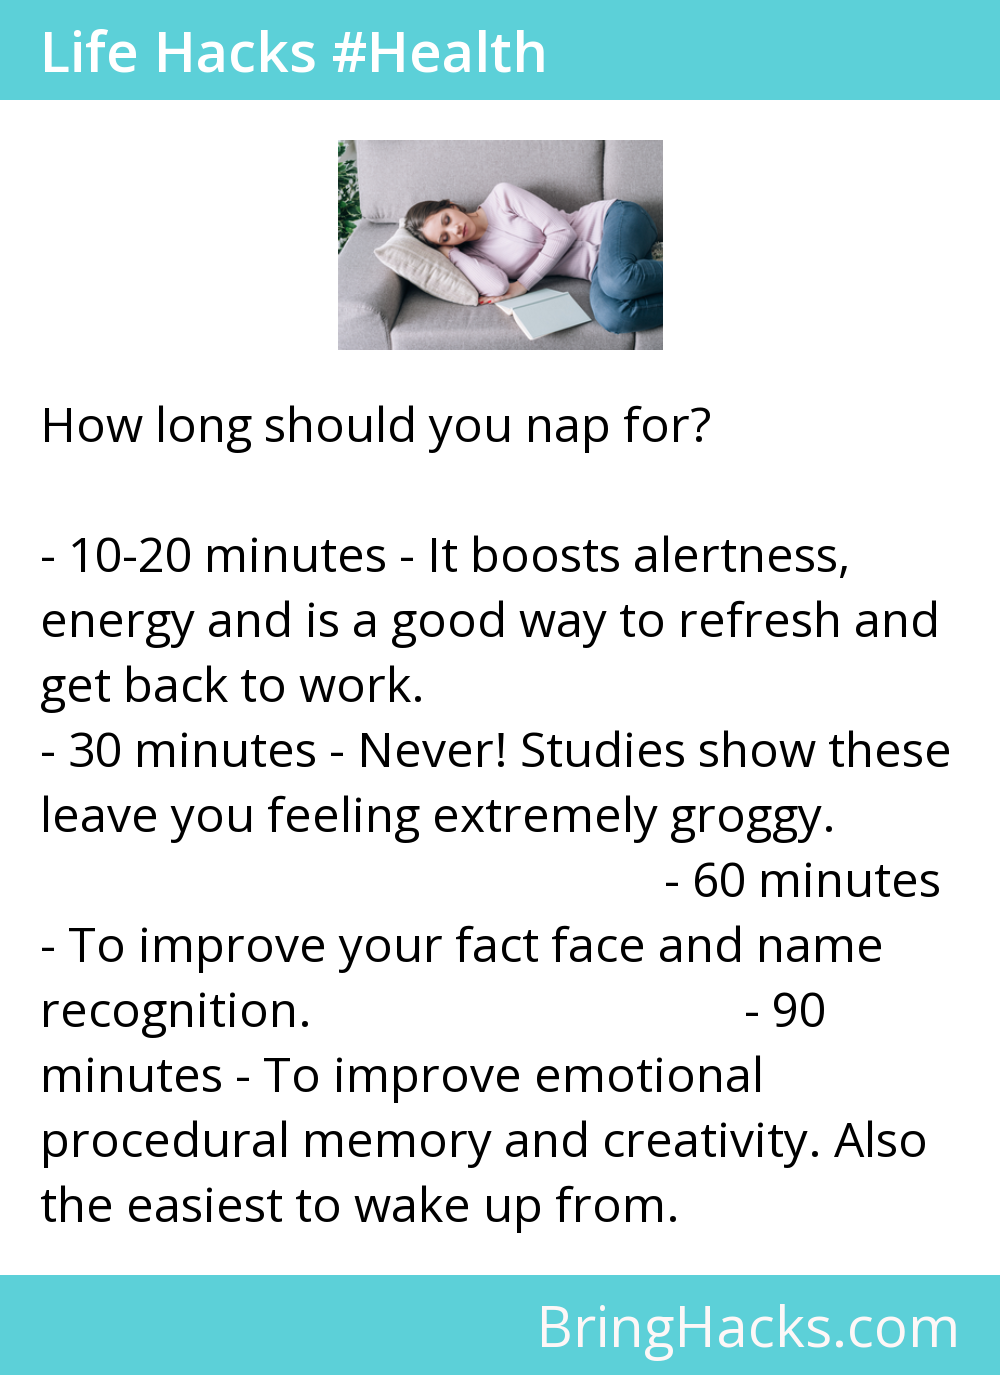 Life Hacks #Health
How long should you nap for?
- 10-20 minutes - It boosts alertness,
energy and is a good way to refresh and
get back to work.
- 30 minutes - Never! Studies show these
leave you feeling extremely groggy.
- 60 minutes
- To improve your fact face and name
recognition. - 90
minutes - To improve emotional
procedural memory and creativity. Also
the easiest to wake up from.
BringHacks.com